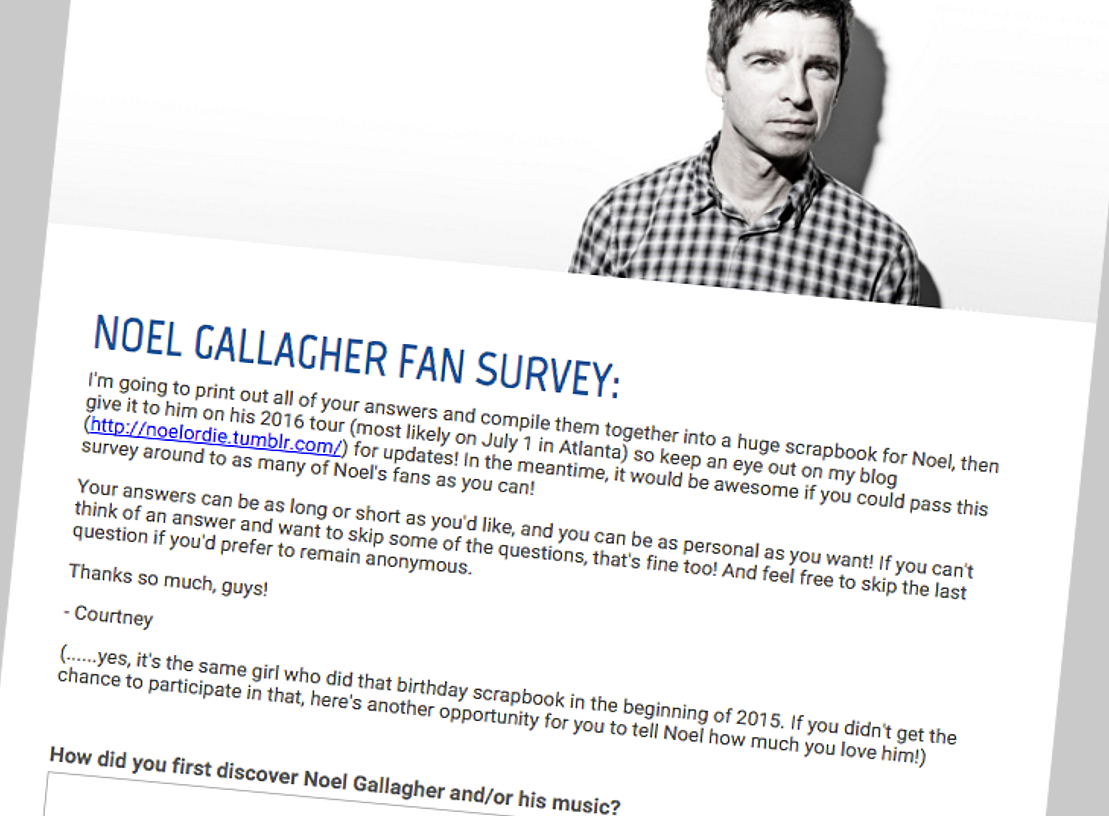 NOEL GALLAGHER FAN SURVEY:
I'm going to print out all of your answers and compile them together into a huge scrapbook for Noel, then
give it to him on his 2016 tour (most likely on July 1 in Atlanta) so keep an eye out on my blog
(http://noelordie.tumblr.com/) for updates! In the meantime, it would be awesome if you could pass this
survey around to as many of Noel's fans as you can!
Your answers can be as long or short as you'd like, and you can be as personal as you want! If you can't
think of an answer and want to skip some of the questions, that's fine too! And feel free to skip the last
question if you'd prefer to remain anonymous.
Thanks so much, guys!
- Courtney
(......yes, it's the same girl who did that birthday scrapbook in the beginning of 2015. If you didn't get the
chance to participate in that, here's another opportunity for you to tell Noel how much you love him!)
How did you first discover Noel Gallagher and/or his music?